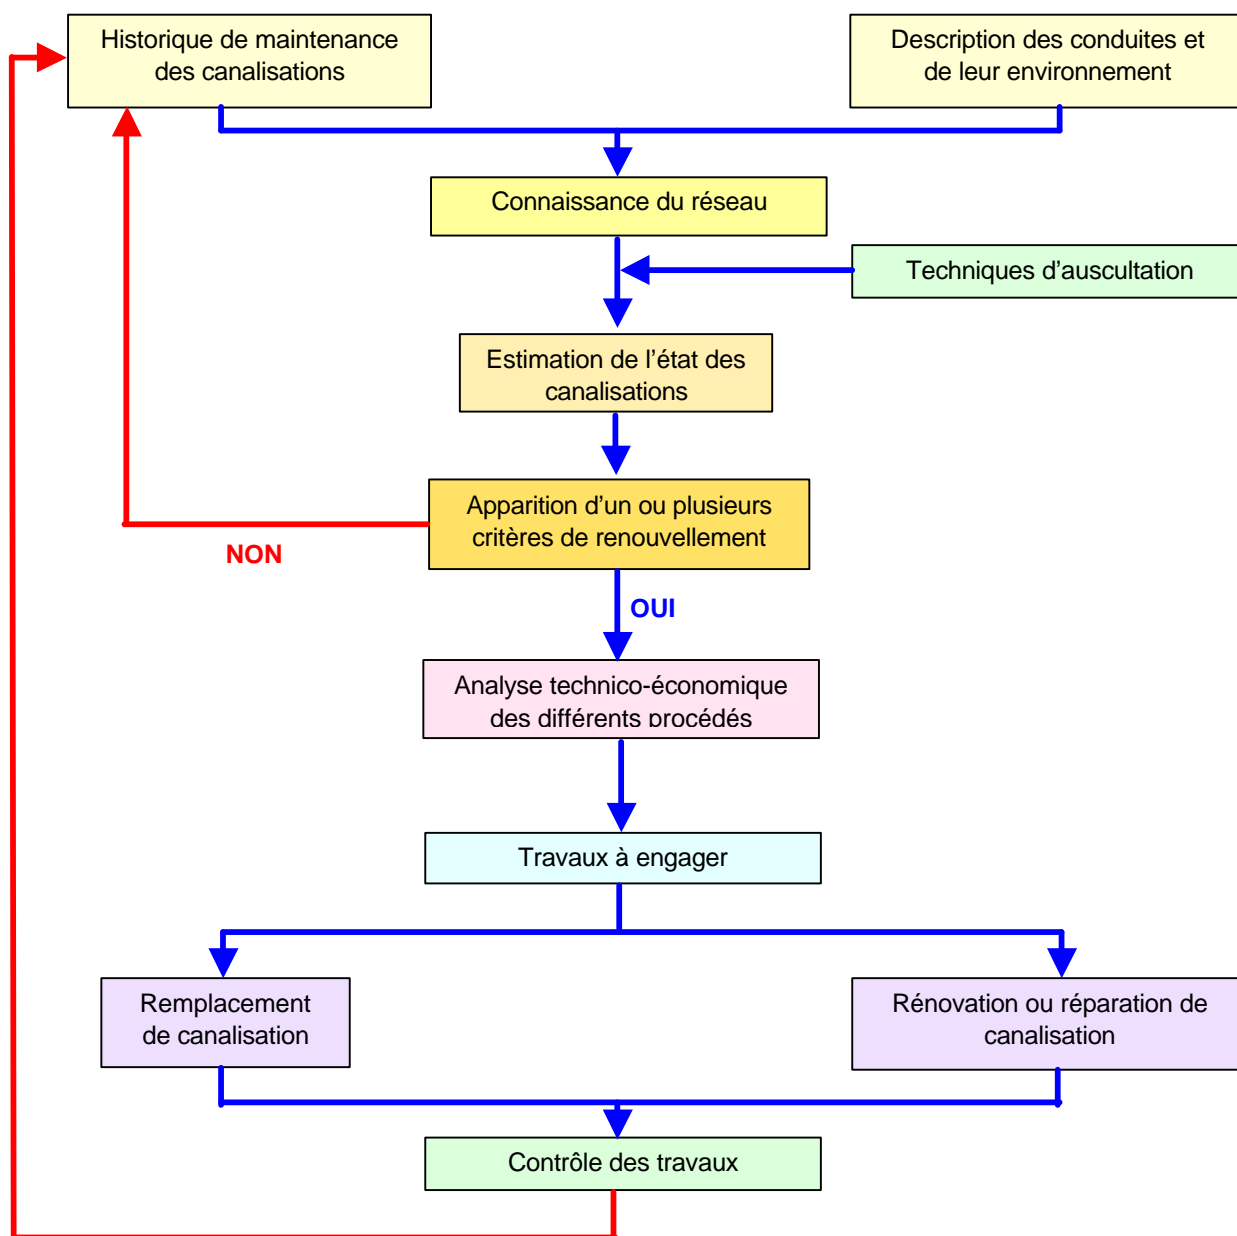 Historique de maintenance
des canalisations
Description des conduites et
de leur environnement
Connaissance du réseau
Techniques d'auscultation
Estimation de l'état des
canalisations
Apparition d'un ou plusieurs
critères de renouvellement
NON
OUI
Analyse technico-économique
des différents procédés
Travaux à engager
Remplacement
de canalisation
Rénovation ou réparation de
canalisation
Contrôle des travaux